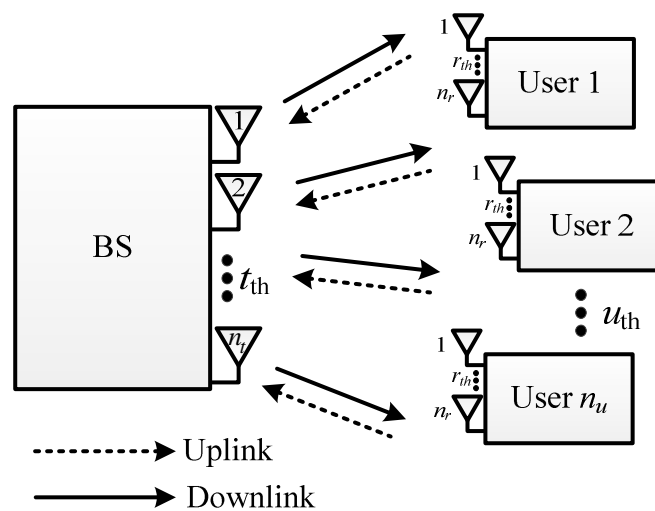 BS
1
2
t_th
n_t
1
r_th
n_r
User 1
1
r_th
n_r
User 2
u_th
1
r_th
n_r
User n_u
Uplink
Downlink